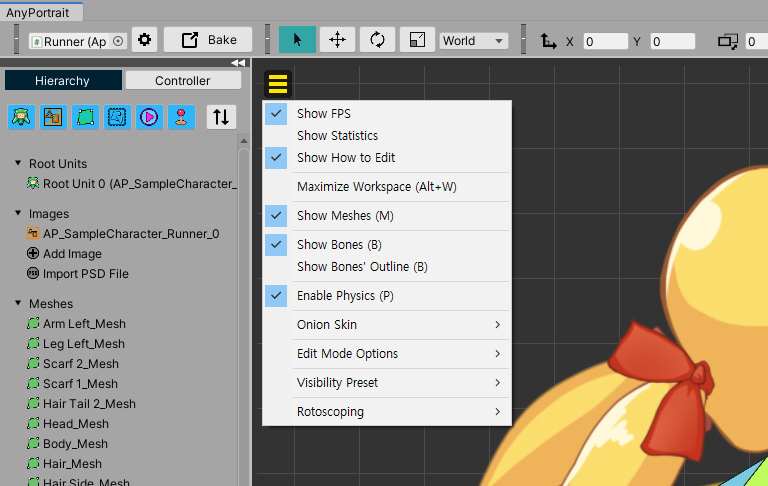 AnyPortrait
Runner (Ap
Bake
World
X 0 Y 0 0
Hierarchy
Controller
Show FPS
Show Statistics
Show How to Edit
Maximize Workspace (Alt+W)
Show Meshes (M)
Show Bones (B)
Show Bones' Outline (B)
Enable Physics (P)
Onion Skin
Edit Mode Options
Visibility Preset
Rotoscoping
Root Units
Root Unit 0 (AP_SampleCharacter_
Images
AP_SampleCharacter_Runner_0
Add Image
Import PSD File
Meshes
Arm Left_Mesh
Leg Left_Mesh
Scarf 2_Mesh
Scarf 1_Mesh
Hair Tail 2_Mesh
Head_Mesh
Body_Mesh
Hair_Mesh
Hair Side_Mesh